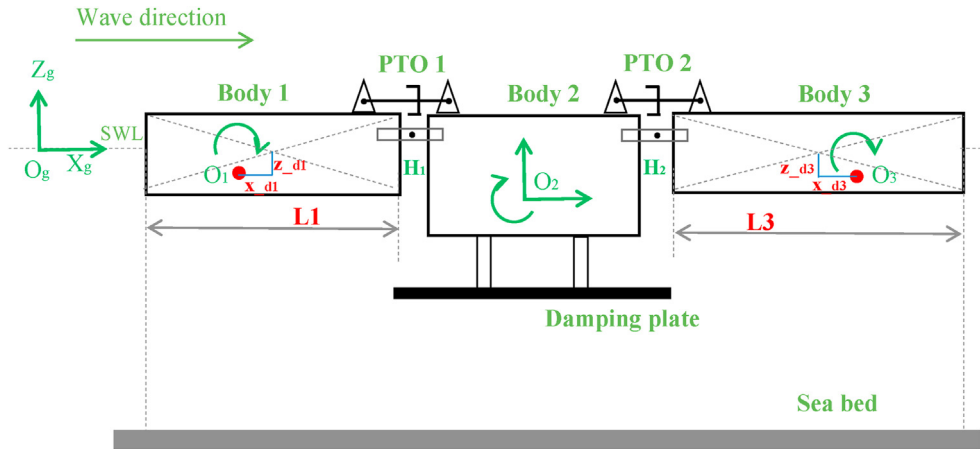 Wave direction
PTO 1
PTO 2
Zg
Body 1
Body 2
Body 3
SWL
Og
Xg
O1
z_d1
x_d1
H1
O2
H2
z_d3
x_d3
O3
L1
L3
Damping plate
Sea bed